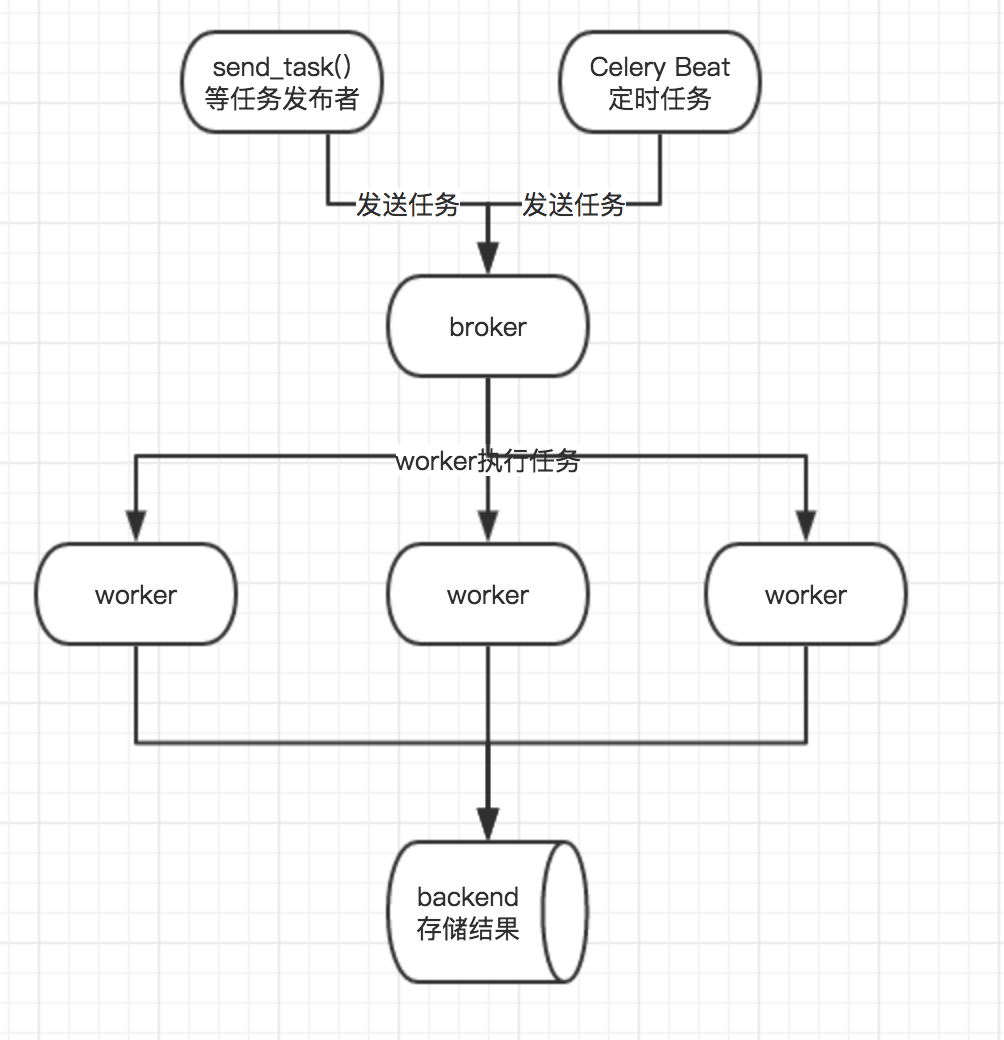 send_task()
等任务发布者
Celery Beat
定时任务
发送任务
发送任务
broker
worker执行任务
worker
worker
worker
backend
存储结果